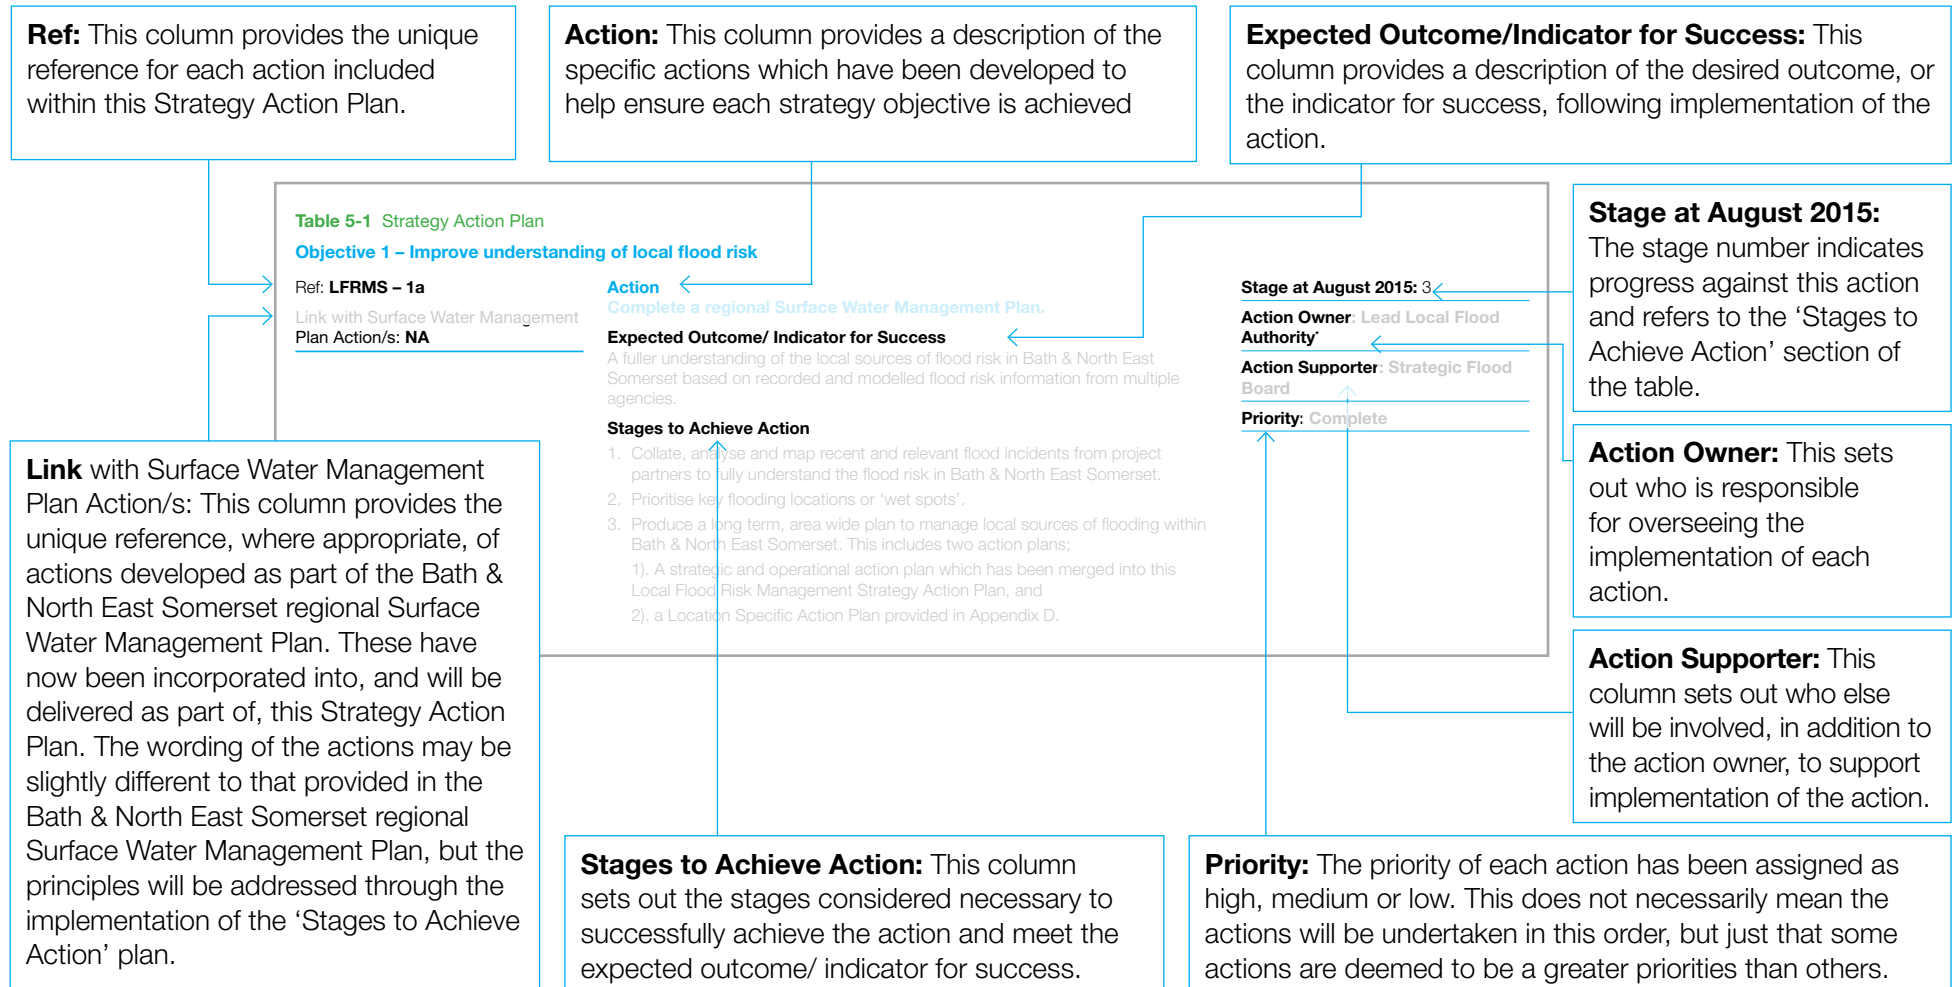 Ref: This column provides the unique
reference for each action included
within this Strategy Action Plan.
Action: This column provides a description of the
specific actions which have been developed to
help ensure each strategy objective is achieved
Expected Outcome/Indicator for Success: This
column provides a description of the desired outcome, or
the indicator for success, following implementation of the
action.
Table 5-1 Strategy Action Plan
Objective 1 – Improve understanding of local flood risk
Ref: LFRMS – 1a
Link with Surface Water Management
Plan Action/s: NA
Action
Complete a regional Surface Water Management Plan.
Expected Outcome/ Indicator for Success
A fuller understanding of the local sources of flood risk in Bath & North East
Somerset based on recorded and modelled flood risk information from multiple
agencies.
Stages to Achieve Action
1. Collate, analyse and map recent and relevant flood incidents from project
partners to fully understand the flood risk in Bath & North East Somerset.
2. Prioritise key flooding locations or ‘wet spots’.
3. Produce a long term, area wide plan to manage local sources of flooding within
Bath & North East Somerset. This includes two action plans;
1). A strategic and operational action plan which has been merged into this
Local Flood Risk Management Strategy Action Plan, and
2). a Location Specific Action Plan provided in Appendix D.
Stage at August 2015: 3
Action Owner: Lead Local Flood
Authority*
Action Supporter: Strategic Flood
Board
Priority: Complete
Stage at August 2015:
The stage number indicates
progress against this action
and refers to the ‘Stages to
Achieve Action’ section of
the table.
Action Owner: This sets
out who is responsible
for overseeing the
implementation of each
action.
Action Supporter: This
column sets out who else
will be involved, in addition to
the action owner, to support
implementation of the action.
Link with Surface Water Management
Plan Action/s: This column provides the
unique reference, where appropriate, of
actions developed as part of the Bath &
North East Somerset regional Surface
Water Management Plan. These have
now been incorporated into, and will be
delivered as part of, this Strategy Action
Plan. The wording of the actions may be
slightly different to that provided in the
Bath & North East Somerset regional
Surface Water Management Plan, but the
principles will be addressed through the
implementation of the ‘Stages to Achieve
Action’ plan.
Stages to Achieve Action: This column
sets out the stages considered necessary to
successfully achieve the action and meet the
expected outcome/ indicator for success.
Priority: The priority of each action has been assigned as
high, medium or low. This does not necessarily mean the
actions will be undertaken in this order, but just that some
actions are deemed to be a greater priorities than others.